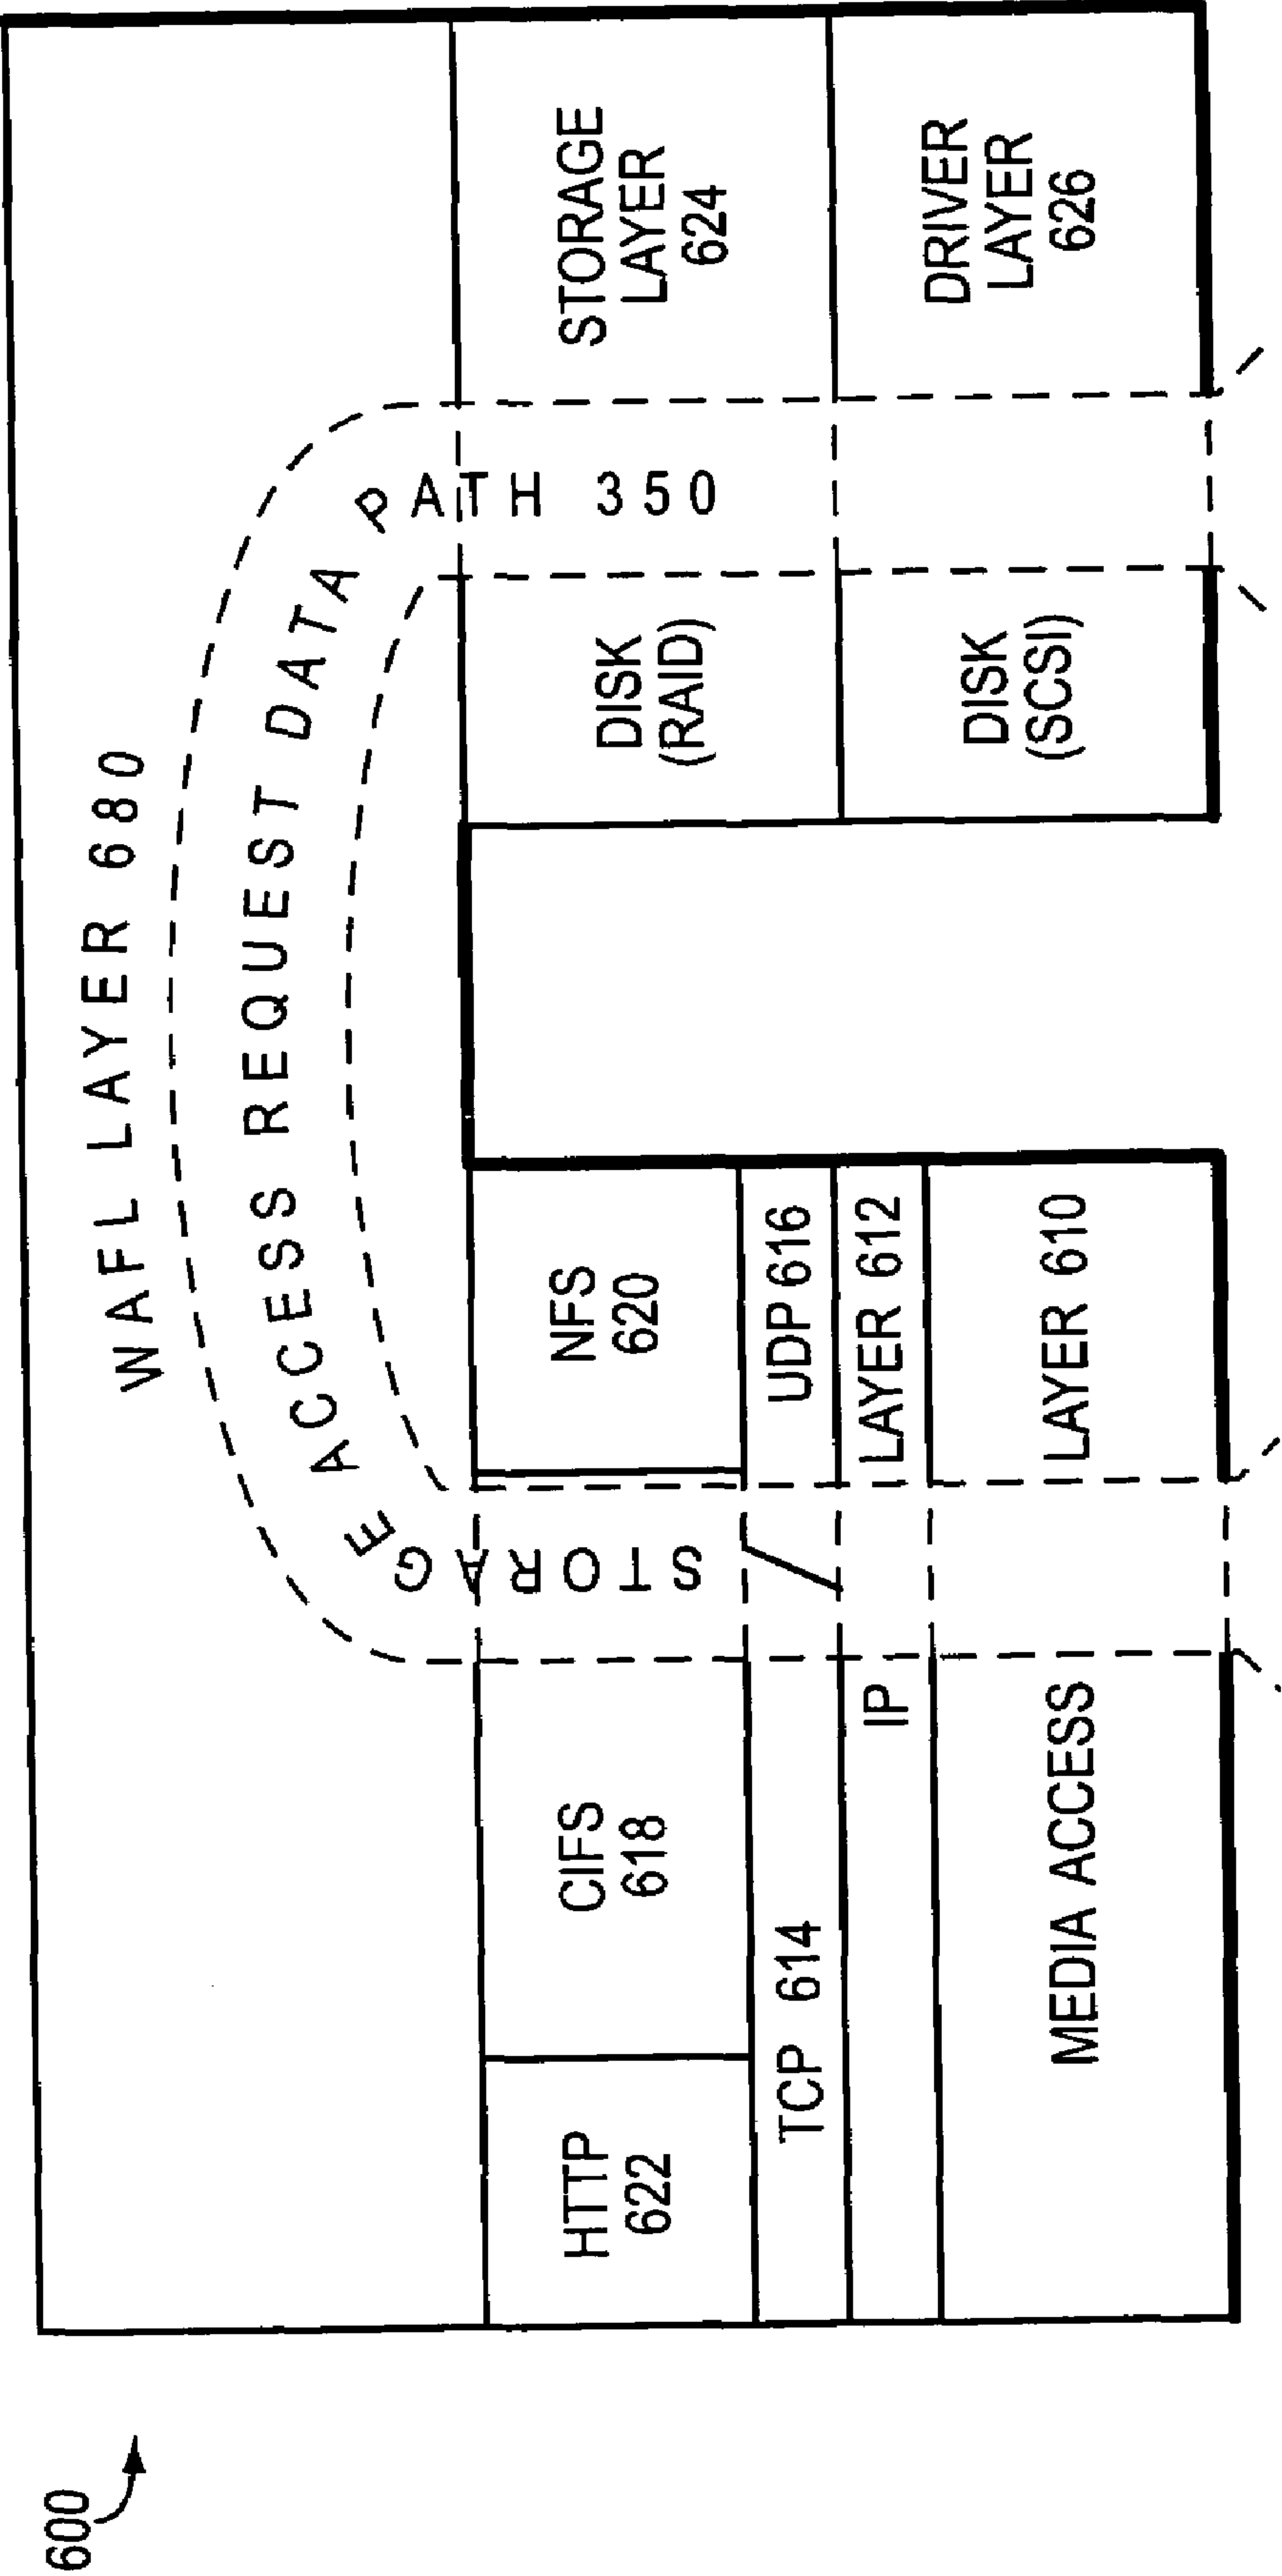 600
WAFL LAYER 680
STORAGE ACCESS REQUEST DATA PATH 350
HTTP
622
CIFS
618
NFS
620
DISK
(RAID)
STORAGE
LAYER
624
TCP 614
UDP 616
IP
LAYER 612
MEDIA ACCESS
LAYER 610
DISK
(SCSI)
DRIVER
LAYER
626